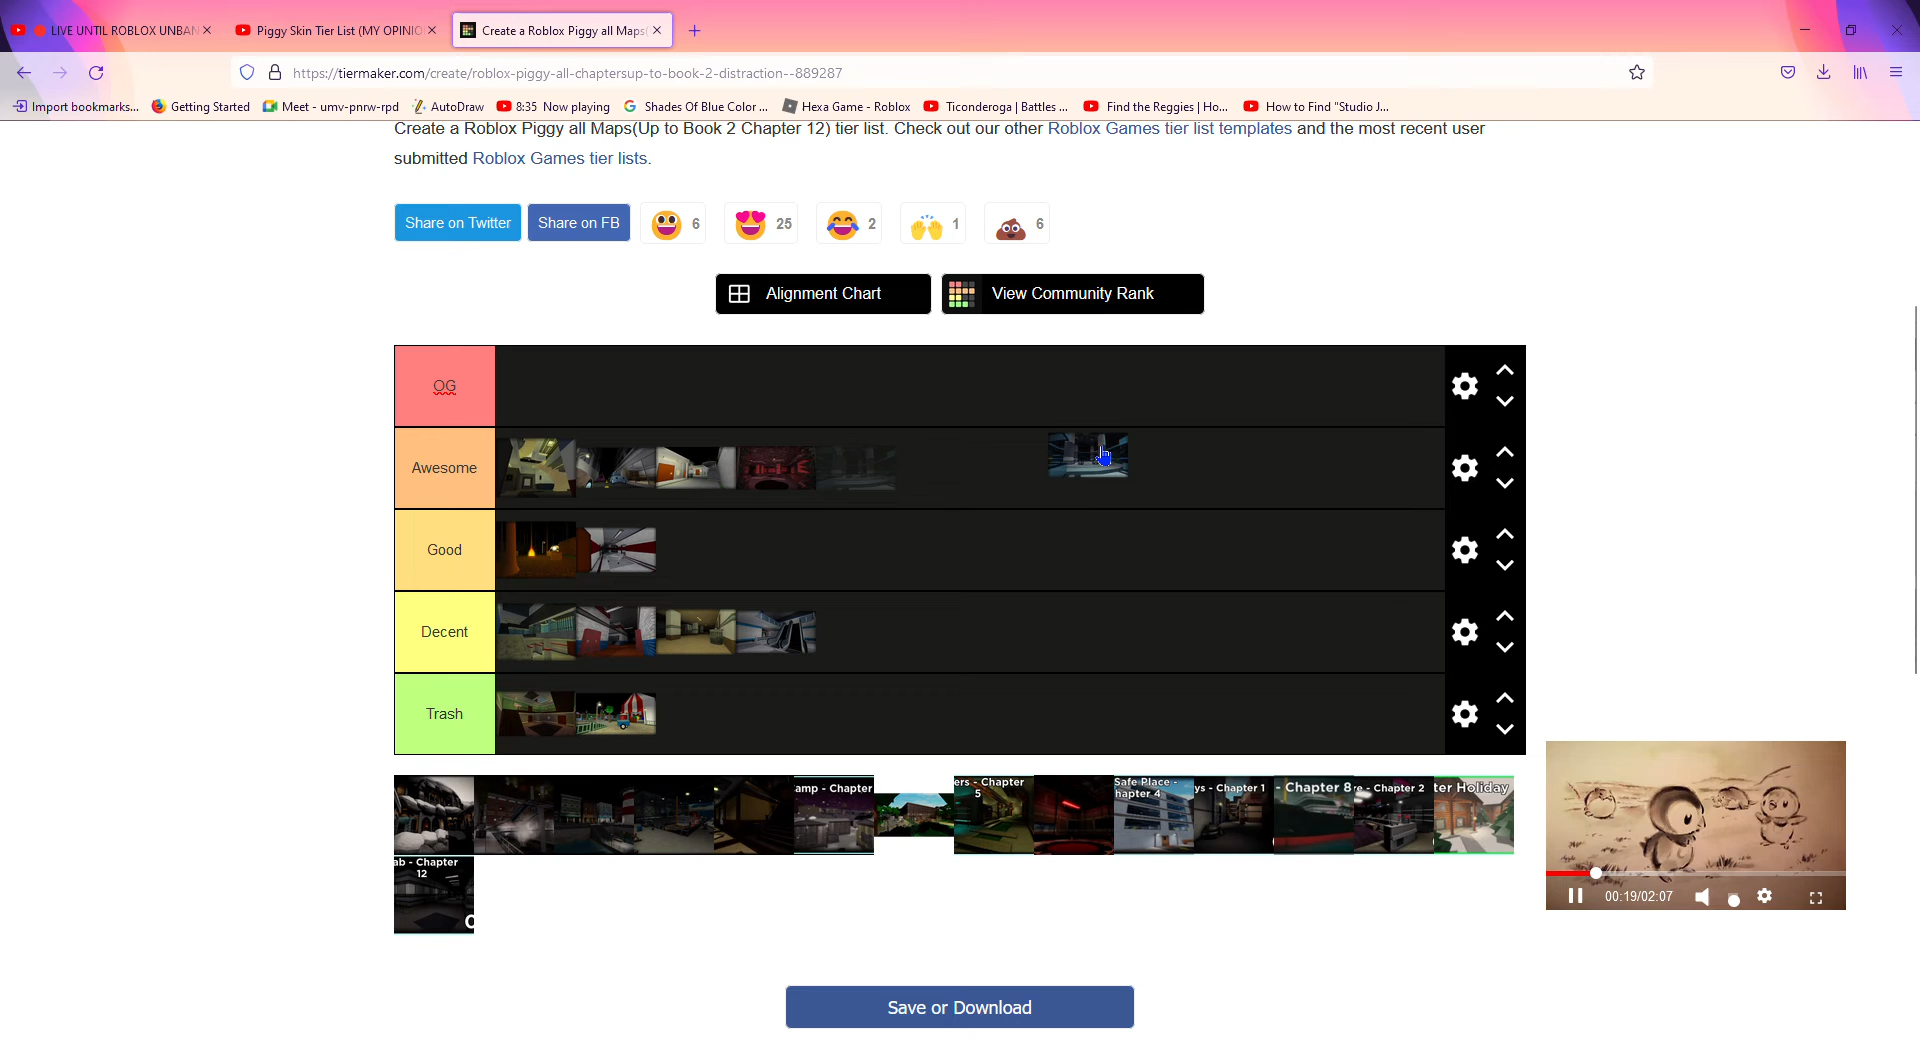 LIVE UNTIL ROBLOX UNBAN
Piggy Skin Tier List (MY OPINIO
Create a Roblox Piggy all Maps(
https://tiermaker.com/create/roblox-piggy-all-chaptersup-to-book-2-distraction--889287
Import bookmarks...
Getting Started
Meet - umv-pnrw-rpd
AutoDraw
8:35 Now playing
Shades Of Blue Color ...
Hexa Game - Roblox
Ticonderoga | Battles ...
Find the Reggies | Ho...
How to Find "Studio J...
Create a Roblox Piggy all Maps(Up to Book 2 Chapter 12) tier list. Check out our other Roblox Games tier list templates and the most recent user
submitted Roblox Games tier lists.
Share on Twitter
Share on FB
6
25
2
1
6
Alignment Chart
View Community Rank
OG
Awesome
Good
Decent
Trash
amp - Chapter
ers - Chapter
5
Safe Place -
hapter 4
ys - Chapter 1
- Chapter 8
re - Chapter 2
ter Holiday
ab - Chapter
12
00:19/02:07
Save or Download